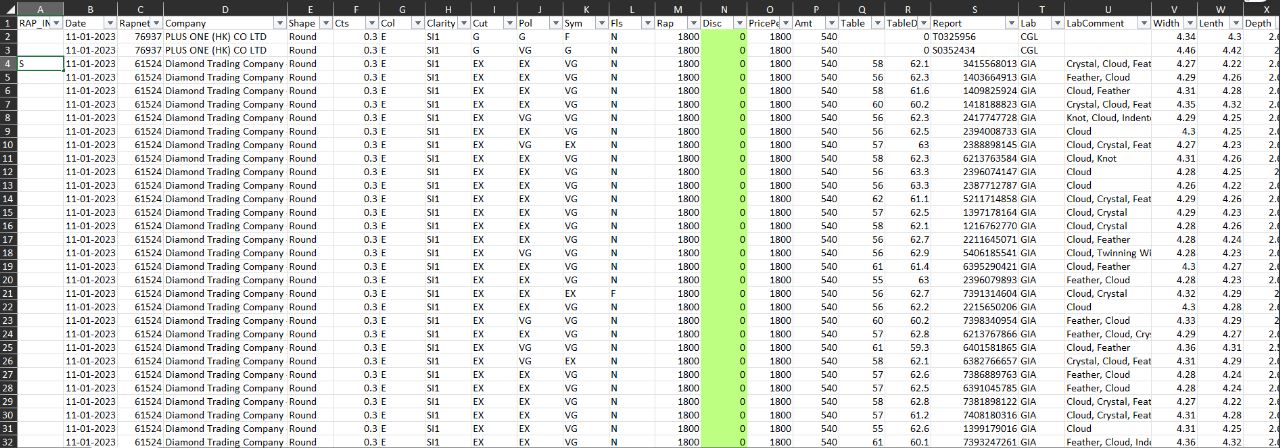 A B C D E F G H I J K L M N O P Q R S T U V W X
1 RAP_IN Date Rapnet Company Shape Cts Col Clarity Cut Pol Sym Fls Rap Disc PricePe Amt Table TableD Report Lab LabComment Width Lenth Depth
2 11-01-2023 76937 PLUS ONE (HK) CO LTD Round 0.3 E SI1 G G F N 1800 0 1800 540 0 T0325956 CGL 4.34 4.3
3 11-01-2023 76937 PLUS ONE (HK) CO LTD Round 0.3 E SI1 G VG G N 1800 0 1800 540 0 S0352434 CGL 4.46 4.42
4 S 11-01-2023 61524 Diamond Trading Company Round 0.3 E SI1 EX EX VG N 1800 0 1800 540 58 62.1 3415568013 GIA Crystal, Cloud, Feat 4.27 4.22
5 11-01-2023 61524 Diamond Trading Company Round 0.3 E SI1 EX EX VG N 1800 0 1800 540 56 62.3 1403664913 GIA Feather, Cloud 4.29 4.26
6 11-01-2023 61524 Diamond Trading Company Round 0.3 E SI1 EX EX VG N 1800 0 1800 540 58 61.6 1409825924 GIA Cloud, Feather 4.31 4.28
7 11-01-2023 61524 Diamond Trading Company Round 0.3 E SI1 EX EX VG N 1800 0 1800 540 60 60.2 1418188823 GIA Crystal, Cloud, Feat 4.35 4.32
8 11-01-2023 61524 Diamond Trading Company Round 0.3 E SI1 EX VG VG N 1800 0 1800 540 56 62.3 2417747728 GIA Knot, Cloud, Indent 4.29 4.25
9 11-01-2023 61524 Diamond Trading Company Round 0.3 E SI1 EX EX VG N 1800 0 1800 540 56 62.5 2394008733 GIA Cloud 4.3 4.25
10 11-01-2023 61524 Diamond Trading Company Round 0.3 E SI1 EX VG EX N 1800 0 1800 540 57 63 2388898145 GIA Cloud, Crystal, Feat 4.27 4.23
11 11-01-2023 61524 Diamond Trading Company Round 0.3 E SI1 EX EX VG N 1800 0 1800 540 58 62.3 6213763584 GIA Cloud, Knot 4.31 4.26
12 11-01-2023 61524 Diamond Trading Company Round 0.3 E SI1 EX EX VG N 1800 0 1800 540 56 63.3 2396074147 GIA Cloud 4.28 4.25
13 11-01-2023 61524 Diamond Trading Company Round 0.3 E SI1 EX EX VG N 1800 0 1800 540 56 63.3 2387712787 GIA Cloud 4.26 4.22
14 11-01-2023 61524 Diamond Trading Company Round 0.3 E SI1 EX EX VG N 1800 0 1800 540 62 61.1 5211714858 GIA Cloud, Crystal, Feat 4.29 4.26
15 11-01-2023 61524 Diamond Trading Company Round 0.3 E SI1 EX EX VG N 1800 0 1800 540 57 62.5 1397178164 GIA Cloud, Crystal 4.29 4.23
16 11-01-2023 61524 Diamond Trading Company Round 0.3 E SI1 EX EX VG N 1800 0 1800 540 58 62.1 1216762770 GIA Cloud, Crystal 4.28 4.26
17 11-01-2023 61524 Diamond Trading Company Round 0.3 E SI1 EX EX VG N 1800 0 1800 540 56 62.7 2211645071 GIA Cloud, Feather 4.28 4.24
18 11-01-2023 61524 Diamond Trading Company Round 0.3 E SI1 EX EX VG N 1800 0 1800 540 56 62.9 5406185541 GIA Cloud, Twinning Wi 4.28 4.23
19 11-01-2023 61524 Diamond Trading Company Round 0.3 E SI1 EX EX VG N 1800 0 1800 540 61 61.4 6395290421 GIA Cloud, Feather 4.3 4.27
20 11-01-2023 61524 Diamond Trading Company Round 0.3 E SI1 EX EX VG N 1800 0 1800 540 55 63 2396079893 GIA Feather, Cloud 4.28 4.23
21 11-01-2023 61524 Diamond Trading Company Round 0.3 E SI1 EX EX EX F 1800 0 1800 540 56 62.7 7391314604 GIA Cloud, Crystal 4.32 4.29
22 11-01-2023 61524 Diamond Trading Company Round 0.3 E SI1 EX EX VG N 1800 0 1800 540 56 62.2 2215650206 GIA Cloud 4.3 4.28
23 11-01-2023 61524 Diamond Trading Company Round 0.3 E SI1 EX VG VG N 1800 0 1800 540 60 60.2 7398340954 GIA Feather, Cloud 4.33 4.29
24 11-01-2023 61524 Diamond Trading Company Round 0.3 E SI1 EX EX VG N 1800 0 1800 540 57 62.8 6213767866 GIA Feather, Cloud, Cry 4.29 4.27
25 11-01-2023 61524 Diamond Trading Company Round 0.3 E SI1 EX VG VG N 1800 0 1800 540 61 59.3 6401581865 GIA Cloud, Feather 4.36 4.31
26 11-01-2023 61524 Diamond Trading Company Round 0.3 E SI1 EX VG EX N 1800 0 1800 540 58 62.1 6382766657 GIA Crystal, Cloud, Feat 4.31 4.29
27 11-01-2023 61524 Diamond Trading Company Round 0.3 E SI1 EX EX VG N 1800 0 1800 540 57 62.6 7386889763 GIA Feather, Cloud 4.28 4.24
28 11-01-2023 61524 Diamond Trading Company Round 0.3 E SI1 EX EX VG N 1800 0 1800 540 57 62.5 6391045785 GIA Feather, Cloud 4.28 4.24
29 11-01-2023 61524 Diamond Trading Company Round 0.3 E SI1 EX EX VG N 1800 0 1800 540 58 62.8 7381898122 GIA Cloud, Crystal, Feat 4.27 4.22
30 11-01-2023 61524 Diamond Trading Company Round 0.3 E SI1 EX EX VG N 1800 0 1800 540 57 61.2 7408180316 GIA Cloud, Crystal, Feat 4.31 4.28
31 11-01-2023 61524 Diamond Trading Company Round 0.3 E SI1 EX EX VG N 1800 0 1800 540 55 62.6 1399179016 GIA Cloud 4.31 4.25
32 11-01-2023 61524 Diamond Trading Company Round 0.3 E SI1 EX EX VG N 1800 0 1800 540 61 60.1 7393247261 GIA Feather, Cloud, Ind 4.36 4.32